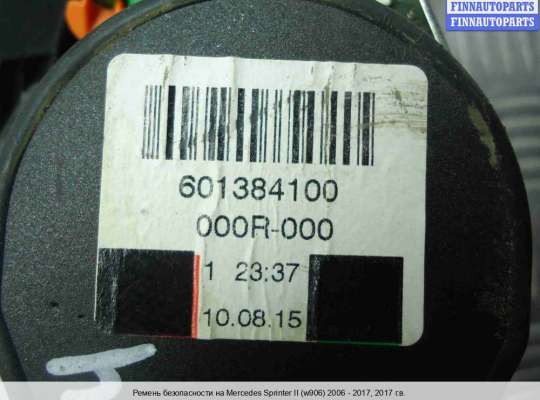 FINNAUTOPARTS
FINNAUTOPARTS
601384100
000R-000
1 23:37
10.08.15
Ремень безопасности на Mercedes Sprinter II (w906) 2006 - 2017, 2017 г.в.